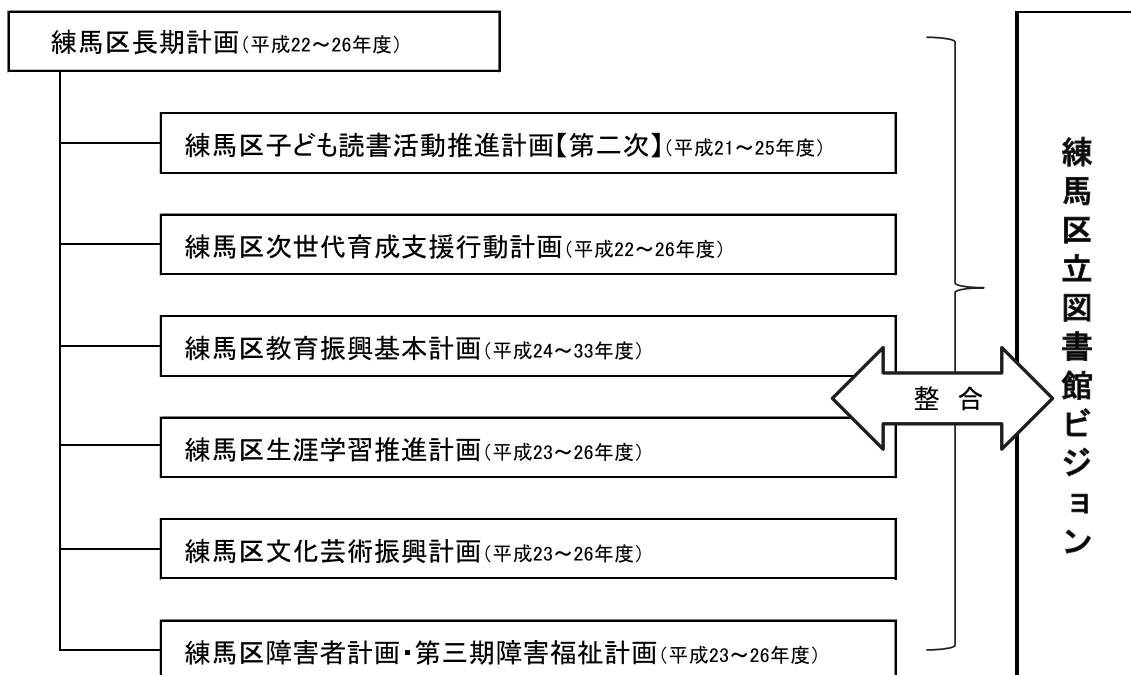 練馬区長期計画(平成22～26年度)
練馬区子ども読書活動推進計画【第二次】(平成21～25年度)
練馬区次世代育成支援行動計画(平成22～26年度)
練馬区教育振興基本計画(平成24～33年度)
練馬区生涯学習推進計画(平成23～26年度)
練馬区文化芸術振興計画(平成23～26年度)
練馬区障害者計画・第三期障害福祉計画(平成23～26年度)
整合
練馬区立図書館ビジョン